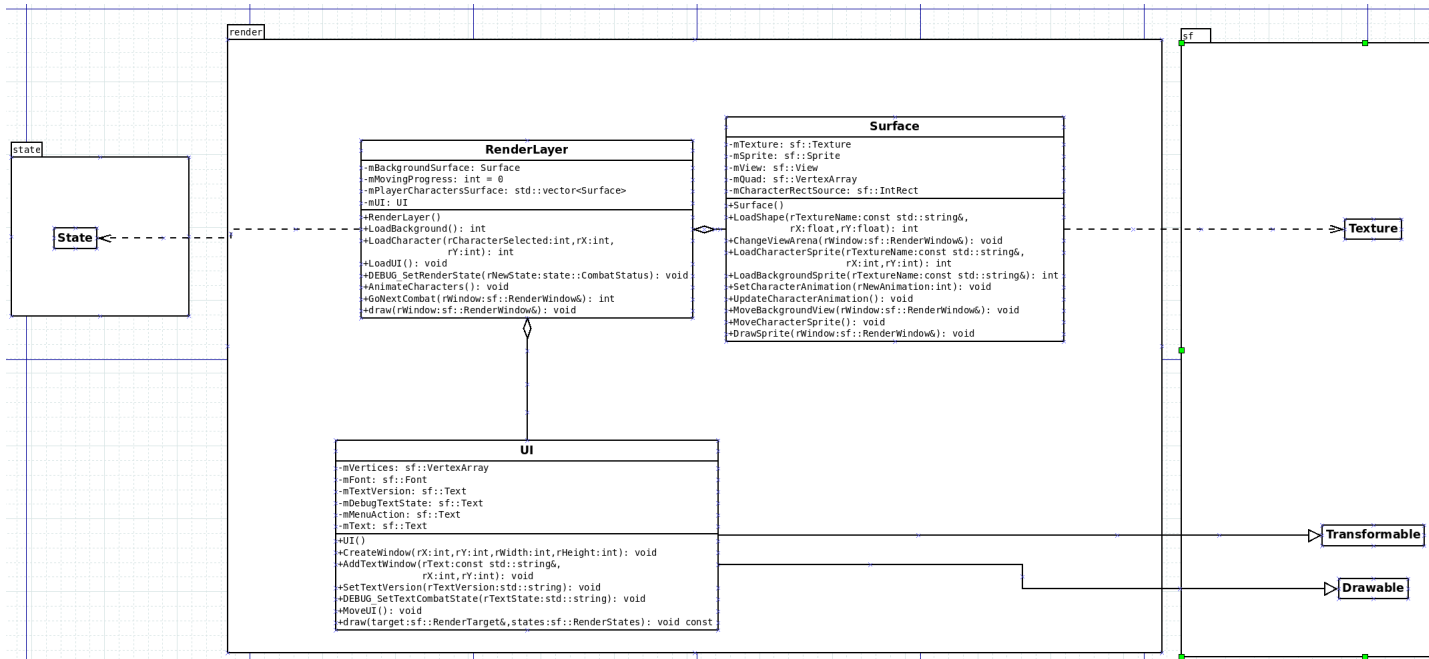 render
sf
state
State
RenderLayer
-mBackgroundSurface: Surface
-mMovingProgress: int = 0
-mPlayerCharactersSurface: std::vector<Surface>
-mUI: UI
+RenderLayer()
+LoadBackground(): int
+LoadCharacter(rCharacterSelected:int,rX:int,
rY:int): int
+LoadUI(): void
+DEBUG_SetRenderState(rNewState:state::CombatStatus): void
+AnimateCharacters(): void
+GoNextCombat(rWindow:sf::RenderWindow&): int
+draw(rWindow:sf::RenderWindow&): void
Surface
-mTexture: sf::Texture
-mSprite: sf::Sprite
-mView: sf::View
-mQuad: sf::VertexArray
-mCharacterRectSource: sf::IntRect
+Surface()
+LoadShape(rTextureName:const std::string&,
rX:float,rY:float): int
+ChangeViewArena(rWindow:sf::RenderWindow&): void
+LoadCharacterSprite(rTextureName:const std::string&,
rX:int,rY:int): int
+LoadBackgroundSprite(rTextureName:const std::string&): int
+SetCharacterAnimation(rNewAnimation:int): void
+UpdateCharacterAnimation(): void
+MoveBackgroundView(rWindow:sf::RenderWindow&): void
+MoveCharacterSprite(): void
+DrawSprite(rWindow:sf::RenderWindow&): void
Texture
UI
-mVertices: sf::VertexArray
-mFont: sf::Font
-mTextVersion: sf::Text
-mDebugTextState: sf::Text
-mMenuAction: sf::Text
-mText: sf::Text
+UI()
+CreateWindow(rX:int,rY:int,rWidth:int,rHeight:int): void
+AddTextWindow(rText:const std::string&,
rX:int,rY:int): void
+SetTextVersion(rTextVersion:std::string): void
+DEBUG_SetTextCombatState(rTextState:std::string): void
+MoveUI(): void
+draw(target:sf::RenderTarget&,states:sf::RenderStates): void const
Transformable
Drawable